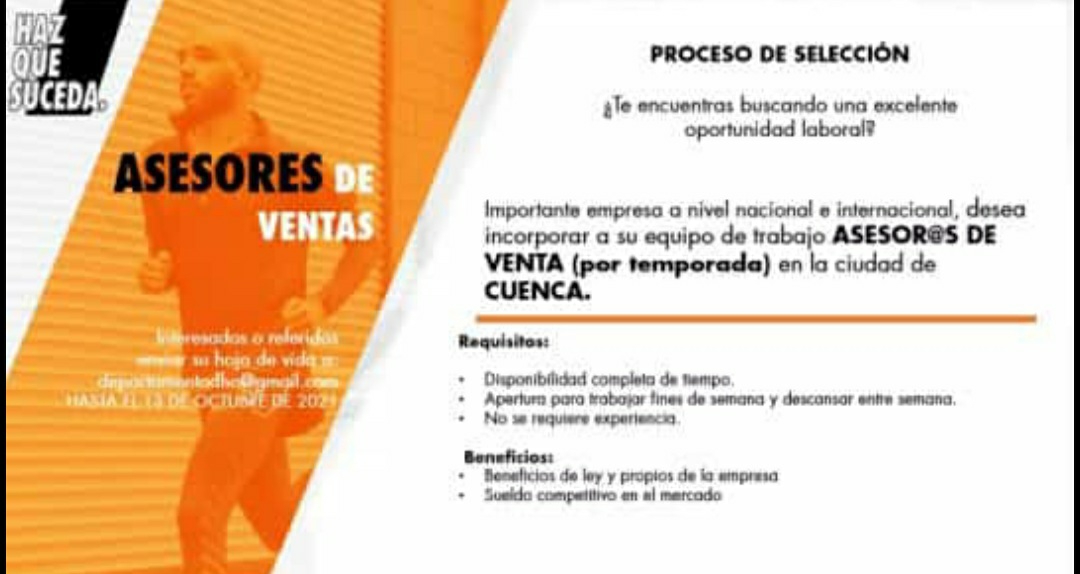 HAZ
QUE
SUCEDA.
ASESORES DE
VENTAS
Interesados o referidos
enviar su hoja de vida a:
HASTA EL 13 DE OCTUBRE DE
PROCESO DE SELECCIÓN
¿Te encuentras buscando una excelente
oportunidad laboral?
Importante empresa a nivel nacional e internacional, desea
incorporar a su equipo de trabajo ASESOR@S DE
VENTA (por temporada) en la ciudad de
CUENCA.
Requisitos:
• Disponibilidad completa de tiempo.
• Apertura para trabajar fines de semana y descansar entre semana.
• No se requiere experiencia.
Beneficios:
• Beneficios de ley y propios de la empresa
• Sueldo competitivo en el mercado